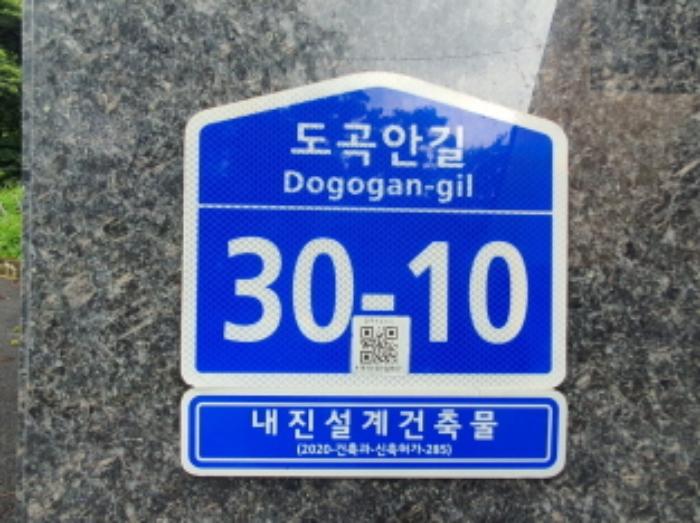 도곡안길
Dogogan-gil
30-10
내진설계건축물
(2020-건축과-신축허가-285)